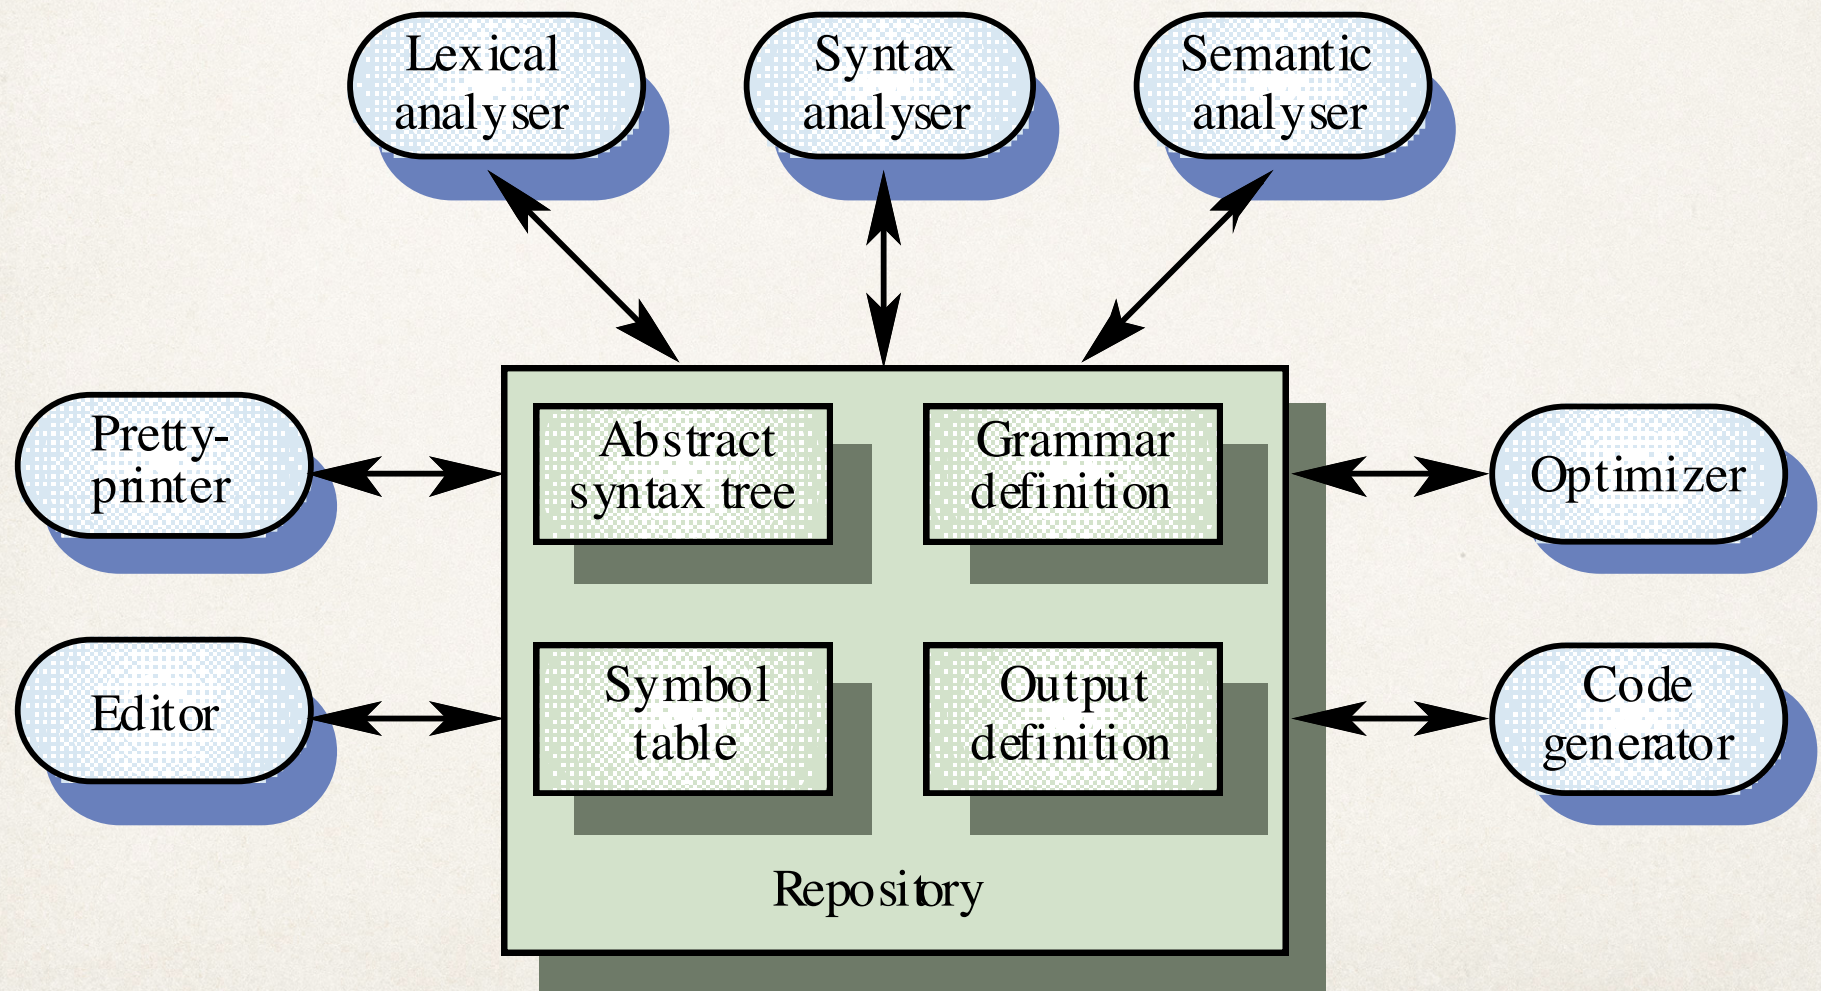 Lexical
analyser
Syntax
analyser
Semantic
analyser
Pretty-
printer
Abstract
syntax tree
Grammar
definition
Optimizer
Editor
Symbol
table
Output
definition
Code
generator
Repository